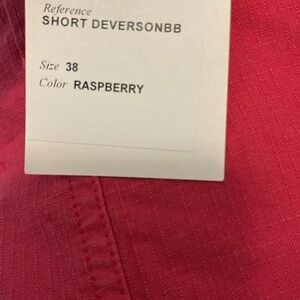 Reference
SHORT DEVERSONBB
Size 38
Color RASPBERRY